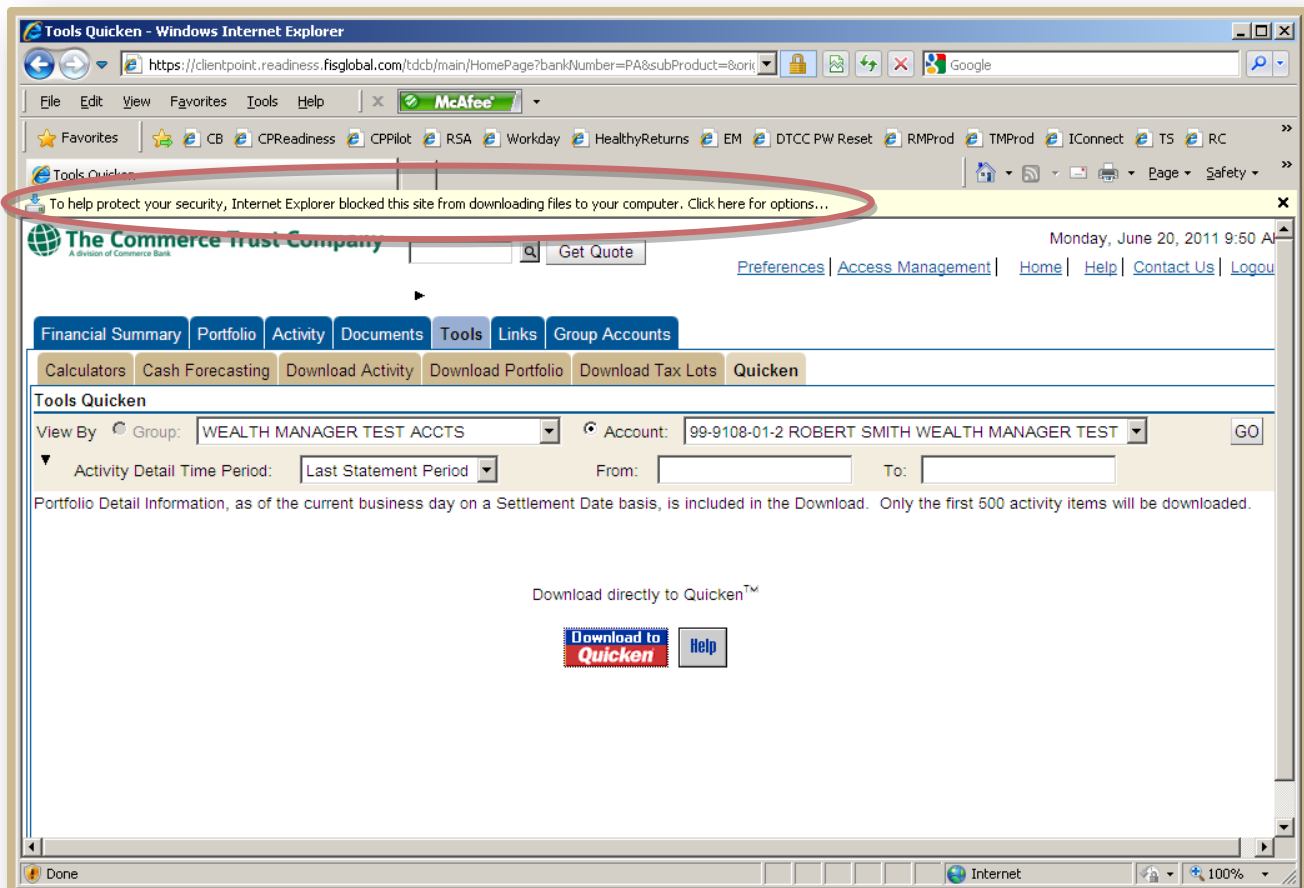 Tools Quicken - Windows Internet Explorer
https://clientpoint.readiness.fisglobal.com/tdcb/main/HomePage?bankNumber=PA&subProduct=&orig Google
File Edit View Favorites Tools Help McAfee
Favorites CB CPReadiness CPPilot RSA Workday HealthyReturns EM DTCC PW Reset RMProd TMProd IConnect TS RC
Tools Quicken Page Safety
To help protect your security, Internet Explorer blocked this site from downloading files to your computer. Click here for options...
The Commerce Trust Company Get Quote Monday, June 20, 2011 9:50 A
A division of Commerce Bank
Preferences Access Management Home Help Contact Us Logou
Financial Summary Portfolio Activity Documents Tools Links Group Accounts
Calculators Cash Forecasting Download Activity Download Portfolio Download Tax Lots Quicken
Tools Quicken
View By Group: WEALTH MANAGER TEST ACCTS Account: 99-9108-01-2 ROBERT SMITH WEALTH MANAGER TEST GO
Activity Detail Time Period: Last Statement Period From: To:
Portfolio Detail Information, as of the current business day on a Settlement Date basis, is included in the Download. Only the first 500 activity items will be downloaded.
Download directly to Quicken™
Download to Help
Quicken
Done Internet 100%